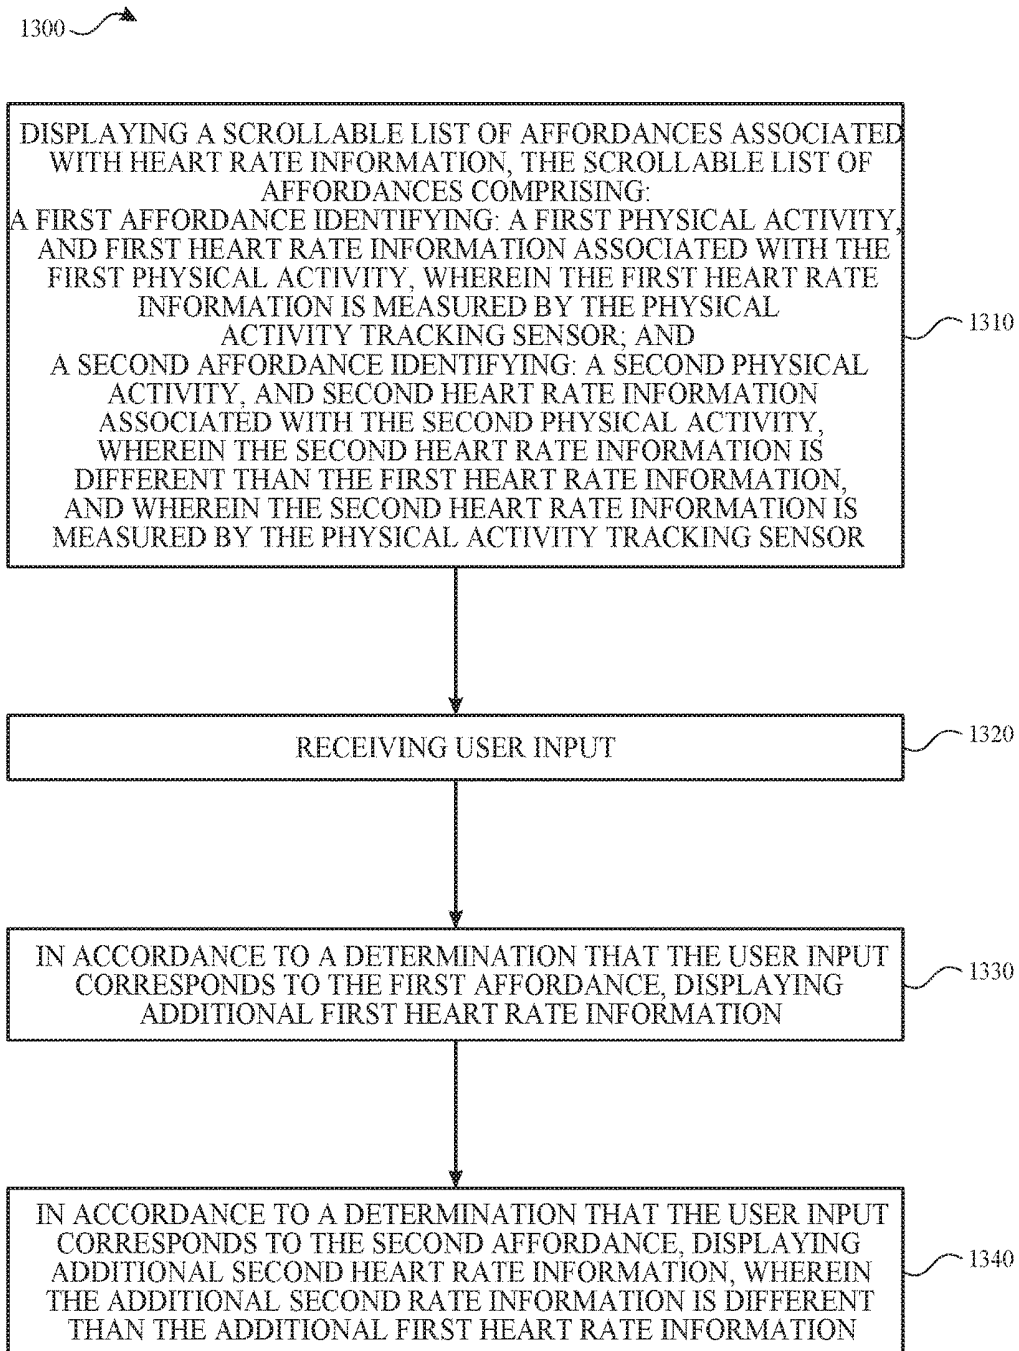 1300
DISPLAYING A SCROLLABLE LIST OF AFFORDANCES ASSOCIATED
WITH HEART RATE INFORMATION, THE SCROLLABLE LIST OF
AFFORDANCES COMPRISING:
A FIRST AFFORDANCE IDENTIFYING: A FIRST PHYSICAL ACTIVITY,
AND FIRST HEART RATE INFORMATION ASSOCIATED WITH THE
FIRST PHYSICAL ACTIVITY, WHEREIN THE FIRST HEART RATE
INFORMATION IS MEASURED BY THE PHYSICAL
ACTIVITY TRACKING SENSOR; AND
A SECOND AFFORDANCE IDENTIFYING: A SECOND PHYSICAL
ACTIVITY, AND SECOND HEART RATE INFORMATION
ASSOCIATED WITH THE SECOND PHYSICAL ACTIVITY,
WHEREIN THE SECOND HEART RATE INFORMATION IS
DIFFERENT THAN THE FIRST HEART RATE INFORMATION,
AND WHEREIN THE SECOND HEART RATE INFORMATION IS
MEASURED BY THE PHYSICAL ACTIVITY TRACKING SENSOR
1310
RECEIVING USER INPUT
1320
IN ACCORDANCE TO A DETERMINATION THAT THE USER INPUT
CORRESPONDS TO THE FIRST AFFORDANCE, DISPLAYING
ADDITIONAL FIRST HEART RATE INFORMATION
1330
IN ACCORDANCE TO A DETERMINATION THAT THE USER INPUT
CORRESPONDS TO THE SECOND AFFORDANCE, DISPLAYING
ADDITIONAL SECOND HEART RATE INFORMATION, WHEREIN
THE ADDITIONAL SECOND RATE INFORMATION IS DIFFERENT
THAN THE ADDITIONAL FIRST HEART RATE INFORMATION
1340